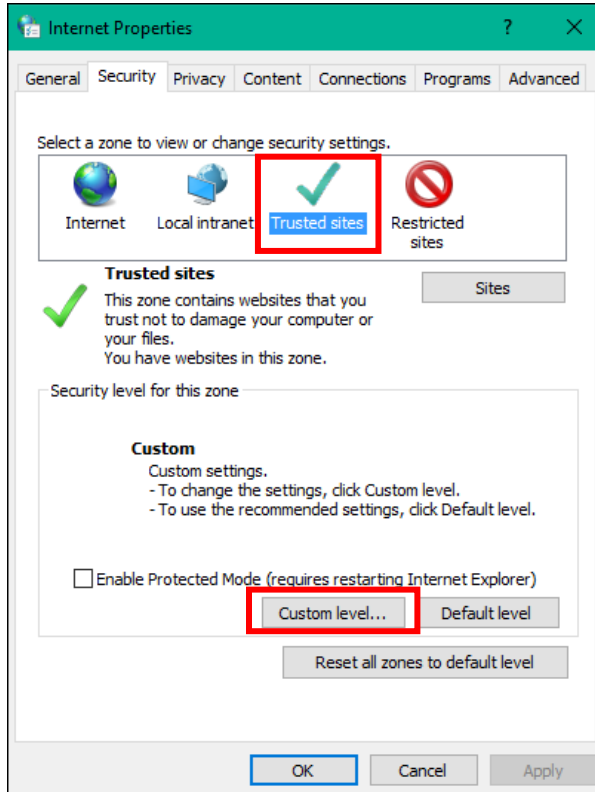 Internet Properties
?
General Security Privacy Content Connections Programs Advanced
Select a zone to view or change security settings.
Internet Local intranet Trusted sites Restricted
sites
Trusted sites
Sites
This zone contains websites that you
trust not to damage your computer or
your files.
You have websites in this zone.
Security level for this zone
Custom
Custom settings.
- To change the settings, click Custom level.
- To use the recommended settings, click Default level.
Enable Protected Mode (requires restarting Internet Explorer)
Custom level... Default level
Reset all zones to default level
OK Cancel Apply